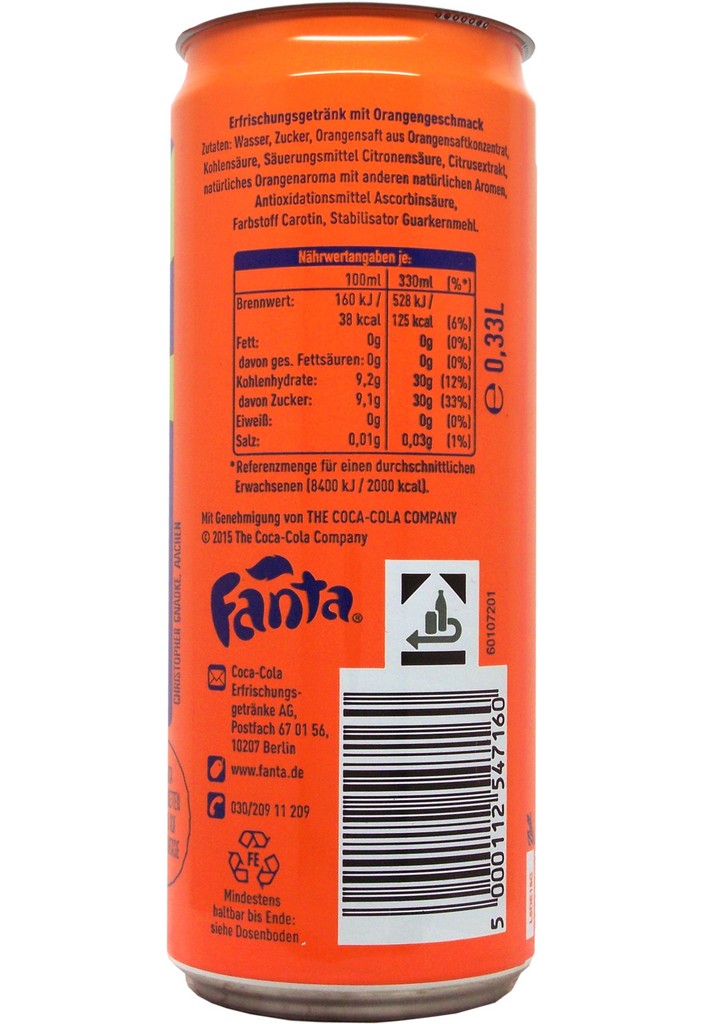 Erfrischungsgetränk mit Orangengeschmack
Zutaten: Wasser, Zucker, Orangensaft aus Orangensaftkonzentrat,
Kohlensäure, Säuerungsmittel Citronensäure, Citrusextrakt,
natürliches Orangenaroma mit anderen natürlichen Aromen,
Antioxidationsmittel Ascorbinsäure,
Farbstoff Carotin, Stabilisator Guarkernmehl.
Nährwertangaben je:
100ml 330ml (%*)
Brennwert: 160 kJ / 528 kJ /
38 kcal 125 kcal (6%)
Fett: 0g 0g (0%)
davon ges. Fettsäuren: 0g 0g (0%)
Kohlenhydrate: 9,2g 30g (12%)
davon Zucker: 9,1g 30g (33%)
Eiweiß: 0g 0g (0%)
Salz: 0,01g 0,03g (1%)
e 0,33L
*Referenzmenge für einen durchschnittlichen
Erwachsenen (8400 kJ / 2000 kcal).
Mit Genehmigung von THE COCA-COLA COMPANY
© 2015 The Coca-Cola Company
CHRISTOPHER GNAUKE, AACHEN
Fanta®
60107201
Coca-Cola
Erfrischungs-
getränke AG,
Postfach 67 01 56,
10207 Berlin
www.fanta.de
030/209 11 209
FE
Mindestens
haltbar bis Ende:
siehe Dosenboden
5 000112 547160